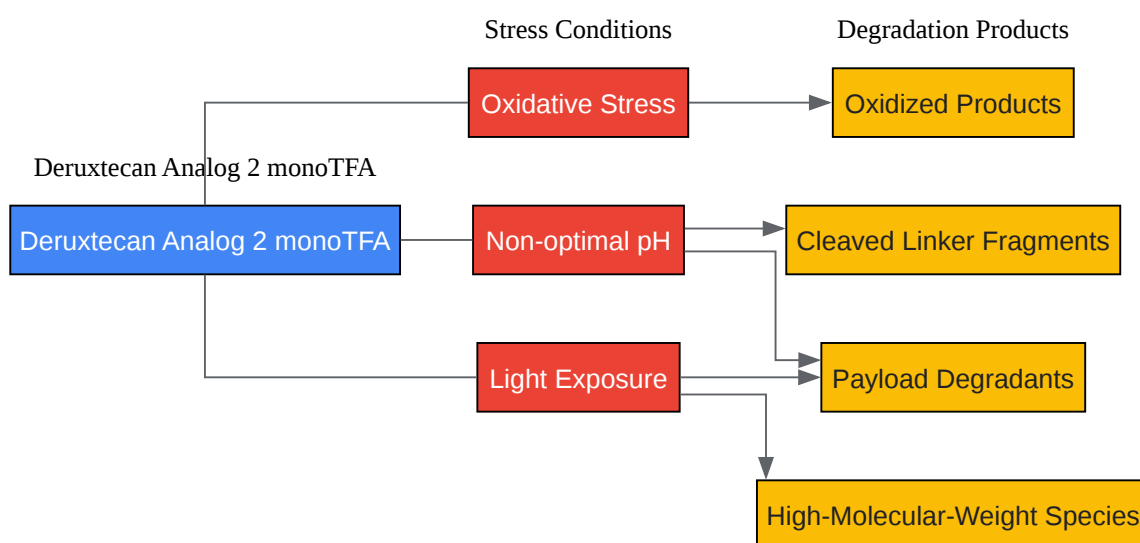 Stress Conditions
Degradation Products
Oxidative Stress
Oxidized Products
Deruxtecan Analog 2 monoTFA
Deruxtecan Analog 2 monoTFA
Non-optimal pH
Cleaved Linker Fragments
Light Exposure
Payload Degradants
High-Molecular-Weight Species